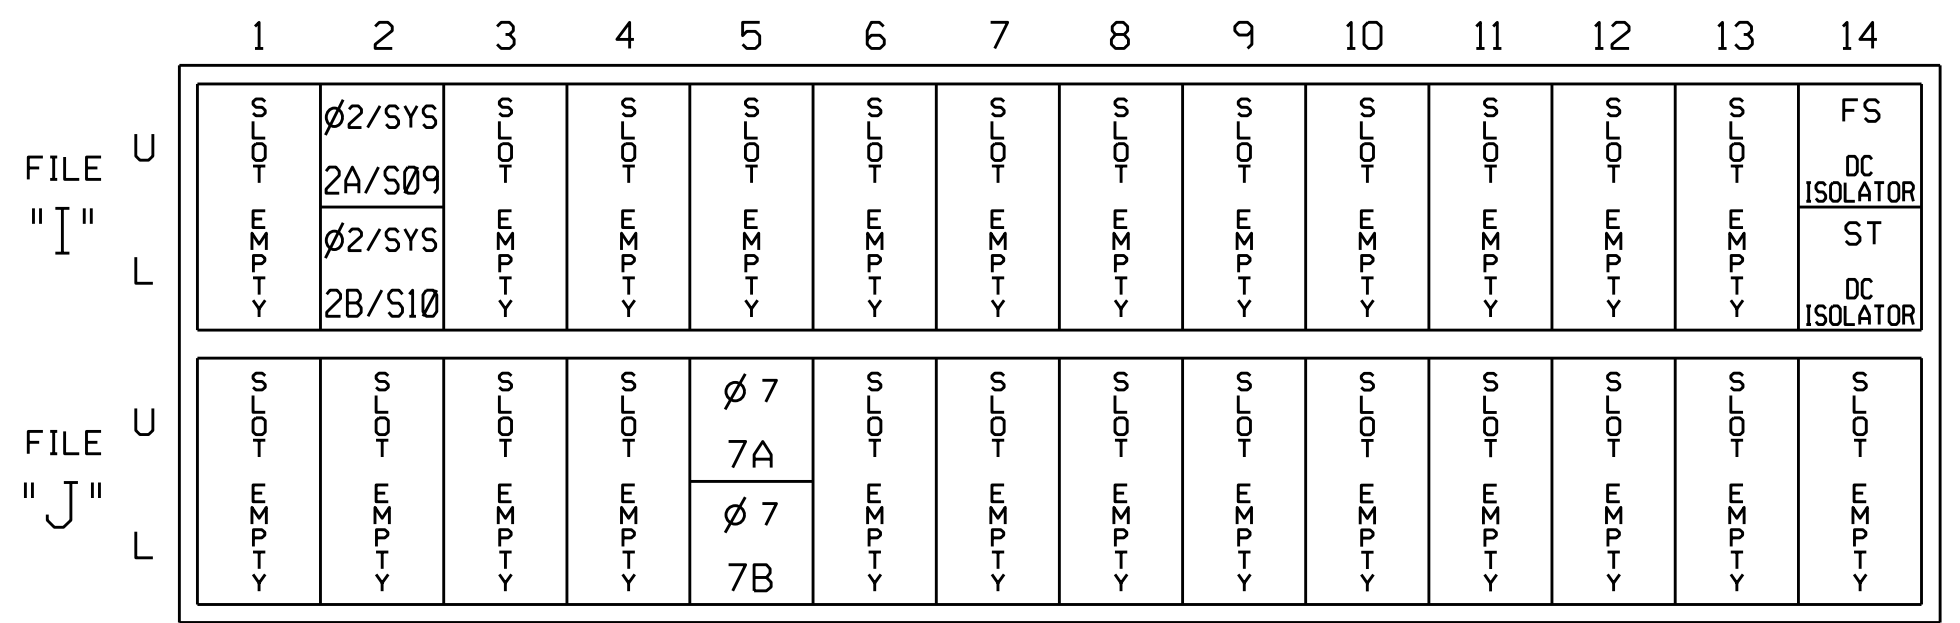 1 2 3 4 5 6 7 8 9 10 11 12 13 14
FILE "I"
U
L
SLOT EMPTY
Ø2/SYS
2A/SØ9
Ø2/SYS
2B/S1Ø
SLOT EMPTY
SLOT EMPTY
SLOT EMPTY
SLOT EMPTY
SLOT EMPTY
SLOT EMPTY
SLOT EMPTY
SLOT EMPTY
SLOT EMPTY
SLOT EMPTY
SLOT EMPTY
FS
DC
ISOLATOR
ST
DC
ISOLATOR
FILE "J"
U
L
SLOT EMPTY
SLOT EMPTY
SLOT EMPTY
SLOT EMPTY
Ø 7
7A
Ø 7
7B
SLOT EMPTY
SLOT EMPTY
SLOT EMPTY
SLOT EMPTY
SLOT EMPTY
SLOT EMPTY
SLOT EMPTY
SLOT EMPTY
SLOT EMPTY